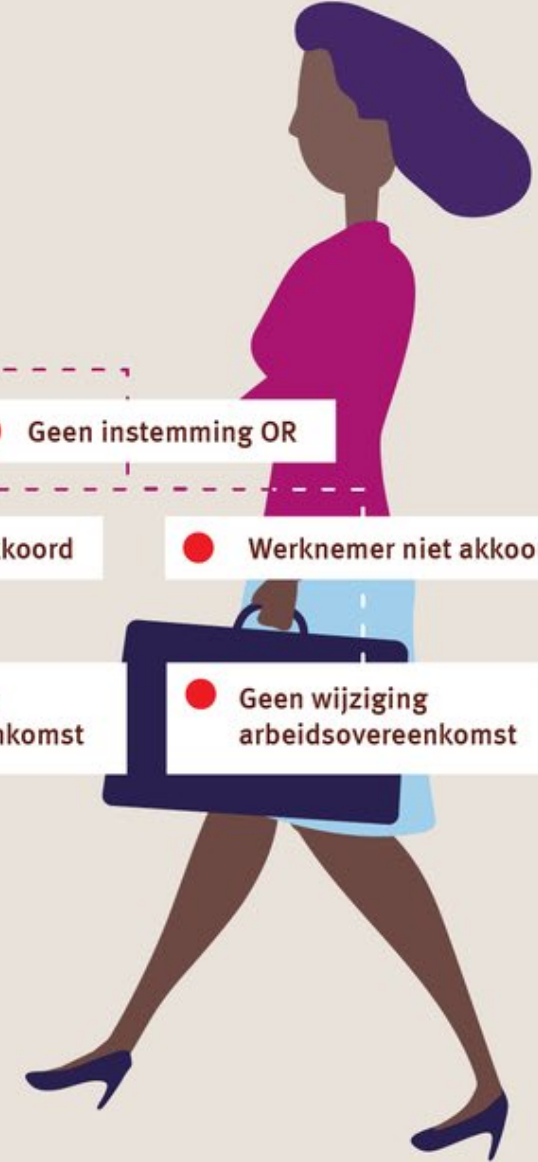 Geen instemming OR
koord
Werknemer niet akkoo
Geen wijziging
nkomst
arbeidsovereenkomst